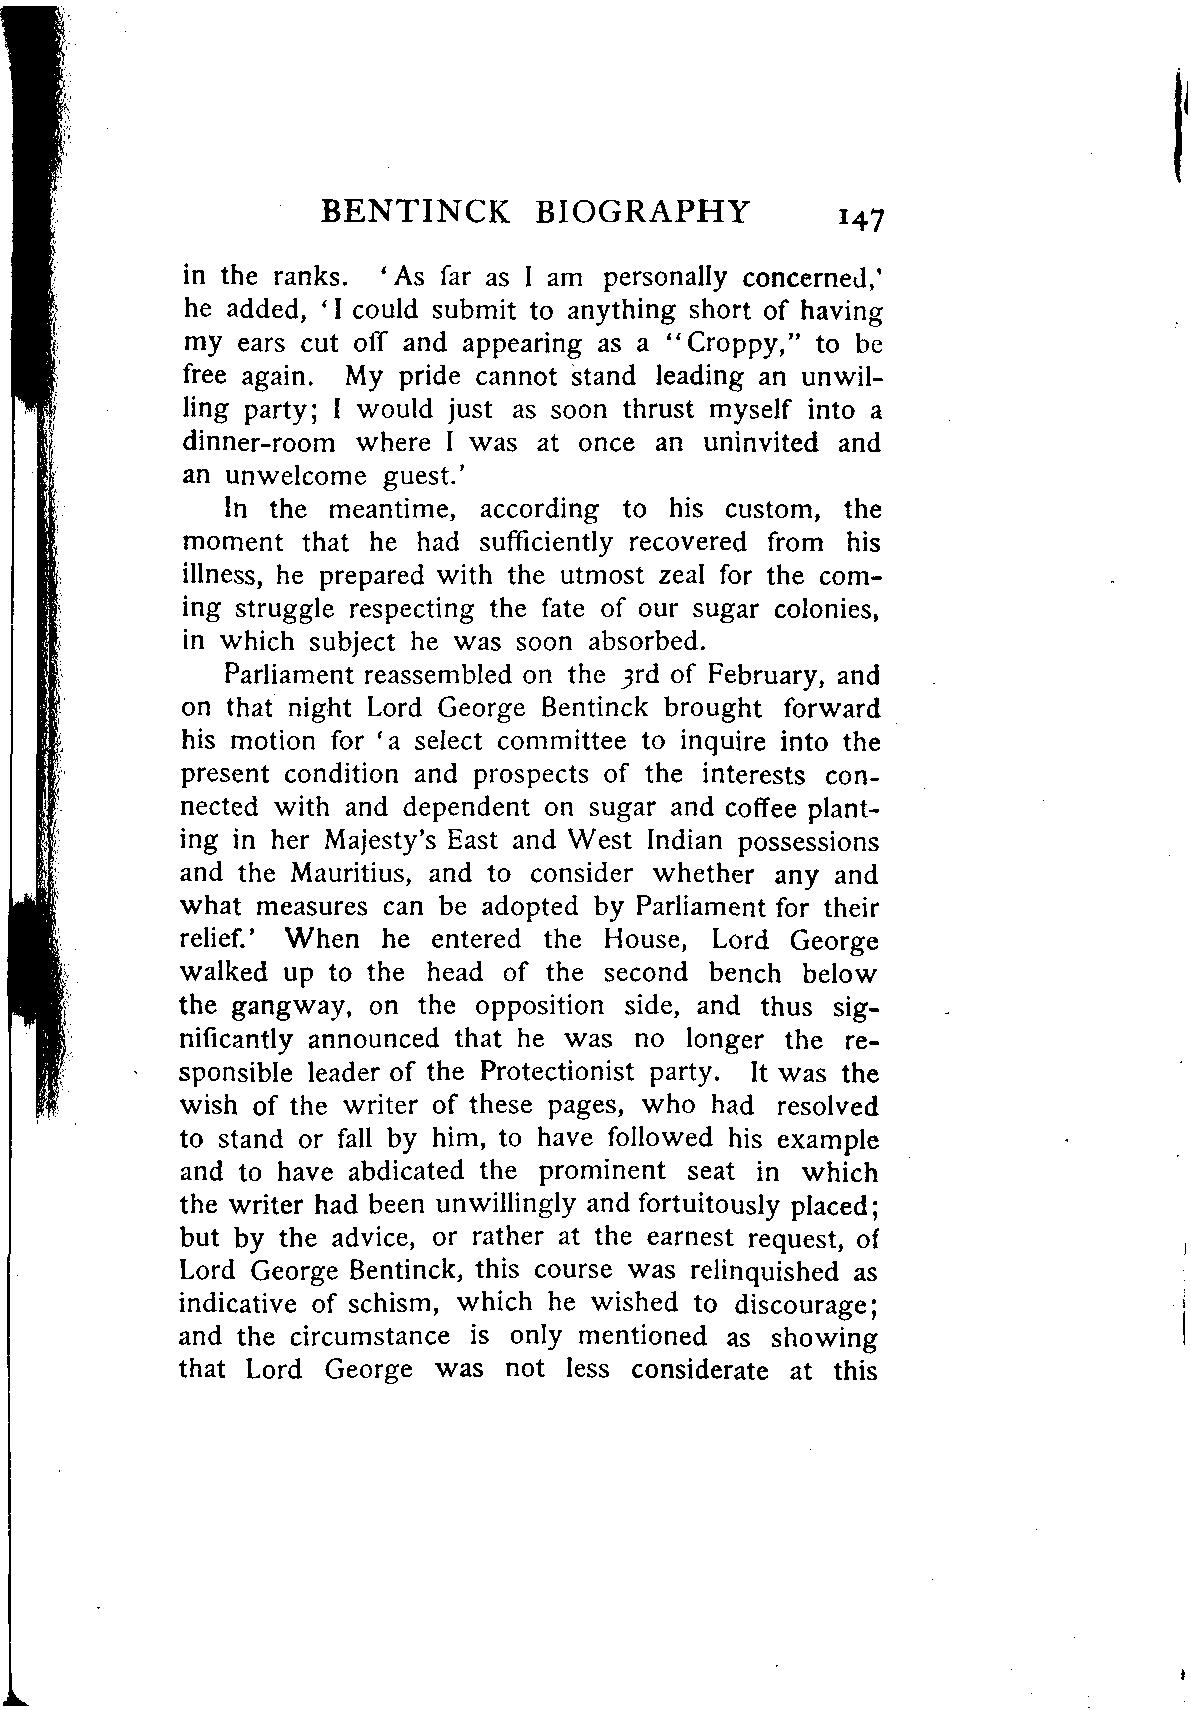 BENTINCK BIOGRAPHY 147
in the ranks. 'As far as I am personally concerned,'
he added, 'I could submit to anything short of having
my ears cut off and appearing as a "Croppy," to be
free again. My pride cannot stand leading an unwil-
ling party; I would just as soon thrust myself into a
dinner-room where I was at once an uninvited and
an unwelcome guest.'
In the meantime, according to his custom, the
moment that he had sufficiently recovered from his
illness, he prepared with the utmost zeal for the com-
ing struggle respecting the fate of our sugar colonies,
in which subject he was soon absorbed.
Parliament reassembled on the 3rd of February, and
on that night Lord George Bentinck brought forward
his motion for 'a select committee to inquire into the
present condition and prospects of the interests con-
nected with and dependent on sugar and coffee plant-
ing in her Majesty's East and West Indian possessions
and the Mauritius, and to consider whether any and
what measures can be adopted by Parliament for their
relief.' When he entered the House, Lord George
walked up to the head of the second bench below
the gangway, on the opposition side, and thus sig-
nificantly announced that he was no longer the re-
sponsible leader of the Protectionist party. It was the
wish of the writer of these pages, who had resolved
to stand or fall by him, to have followed his example
and to have abdicated the prominent seat in which
the writer had been unwillingly and fortuitously placed;
but by the advice, or rather at the earnest request, of
Lord George Bentinck, this course was relinquished as
indicative of schism, which he wished to discourage;
and the circumstance is only mentioned as showing
that Lord George was not less considerate at this